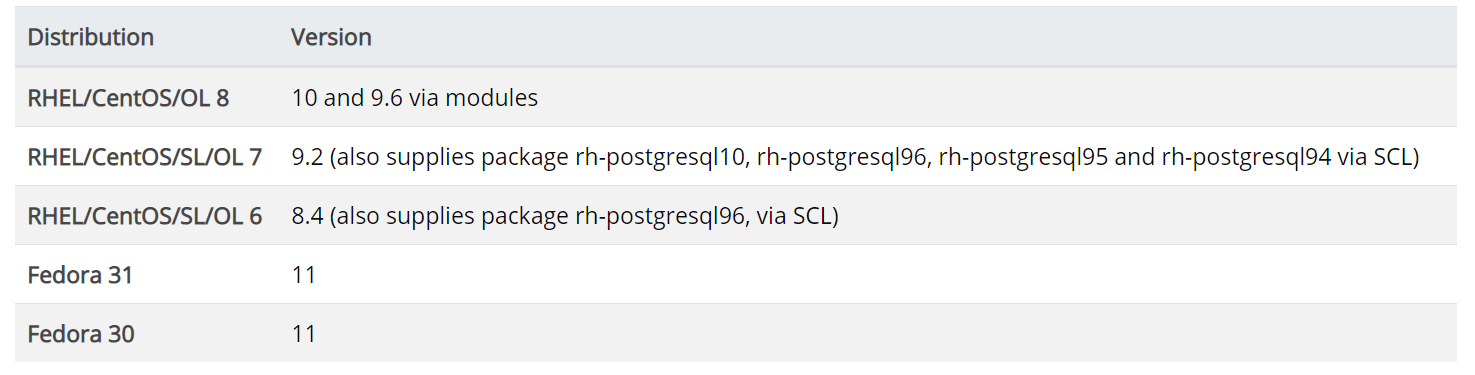 Distribution Version
RHEL/CentOS/OL 8 10 and 9.6 via modules
RHEL/CentOS/SL/OL 7 9.2 (also supplies package rh-postgresql10, rh-postgresql96, rh-postgresql95 and rh-postgresql94 via SCL)
RHEL/CentOS/SL/OL 6 8.4 (also supplies package rh-postgresql96, via SCL)
Fedora 31 11
Fedora 30 11